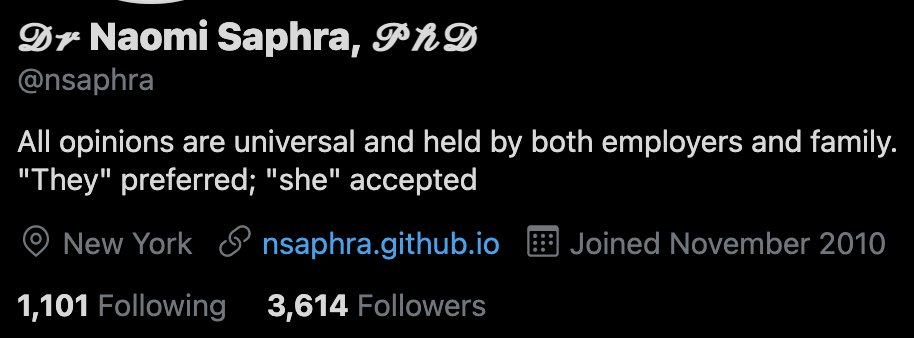 𝒟𝓇 Naomi Saphra, 𝒫𝒽𝒟
@nsaphra
All opinions are universal and held by both employers and family.
"They" preferred; "she" accepted
New York nsaphra.github.io Joined November 2010
1,101 Following 3,614 Followers